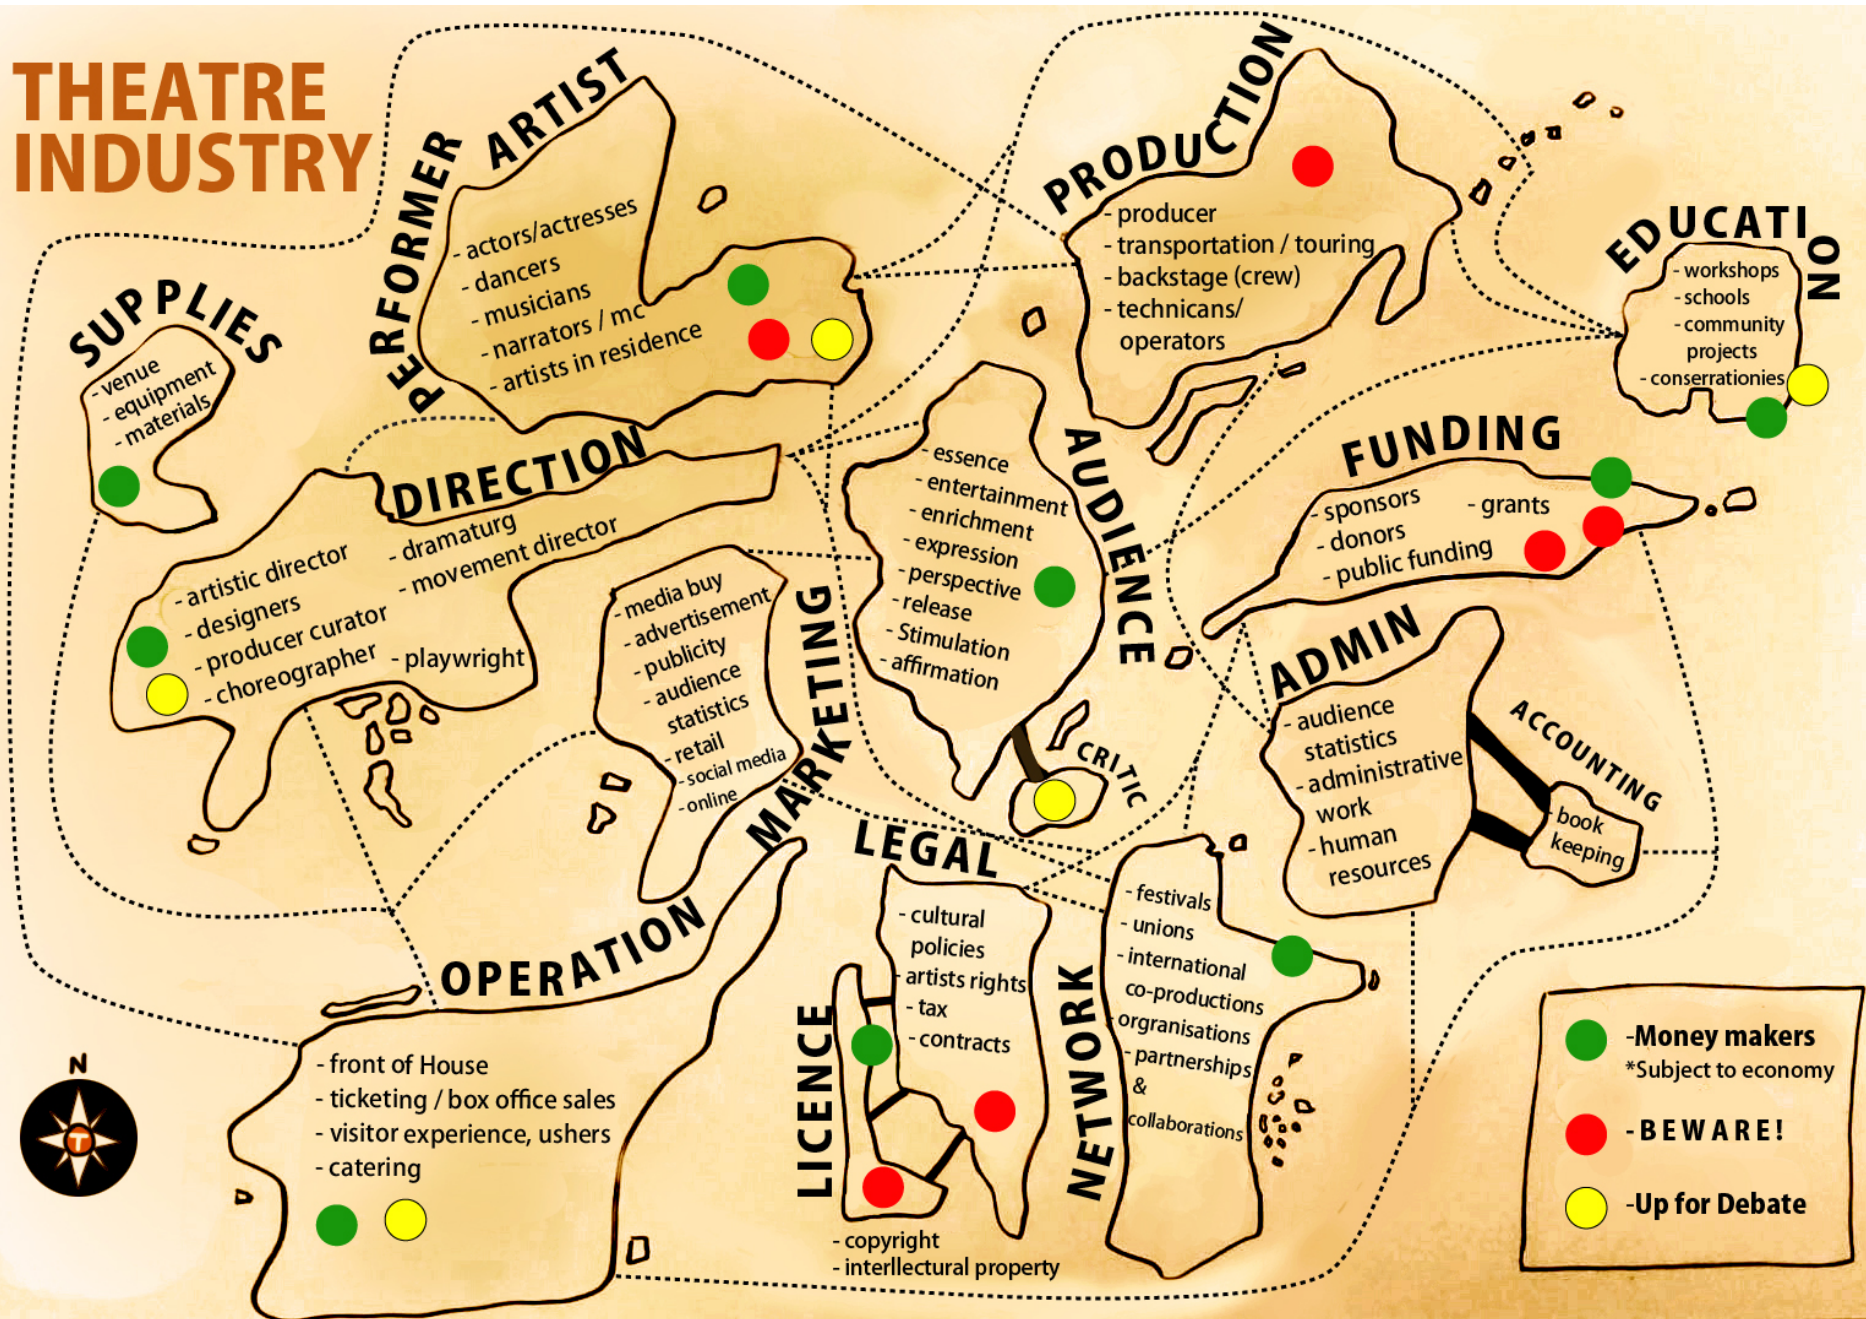 THEATRE
INDUSTRY
PERFORMER ARTIST
- actors/actresses
- dancers
- musicians
- narrators / mc
- artists in residence
PRODUCTION
- producer
- transportation / touring
- backstage (crew)
- technicans/
operators
EDUCATION
- workshops
- schools
- community
projects
- conserrationies
SUPPLIES
- venue
- equipment
- materials
DIRECTION
- artistic director
- designers
- producer curator
- choreographer
- dramaturg
- movement director
- playwright
MARKETING
- media buy
- advertisement
- publicity
- audience
statistics
- retail
- social media
- online
AUDIENCE
- essence
- entertainment
- enrichment
- expression
- perspective
- release
- Stimulation
- affirmation
CRITIC
FUNDING
- sponsors
- donors
- public funding
- grants
ADMIN
- audience
statistics
- administrative
work
- human
resources
ACCOUNTING
- book
keeping
OPERATION
- front of House
- ticketing / box office sales
- visitor experience, ushers
- catering
LEGAL
- cultural
policies
- artists rights
- tax
- contracts
LICENCE
- copyright
- interllectural property
NETWORK
- festivals
- unions
- international
co-productions
- orgranisations
- partnerships
&
collaborations
N
T
-Money makers
*Subject to economy
- BEWARE!
-Up for Debate